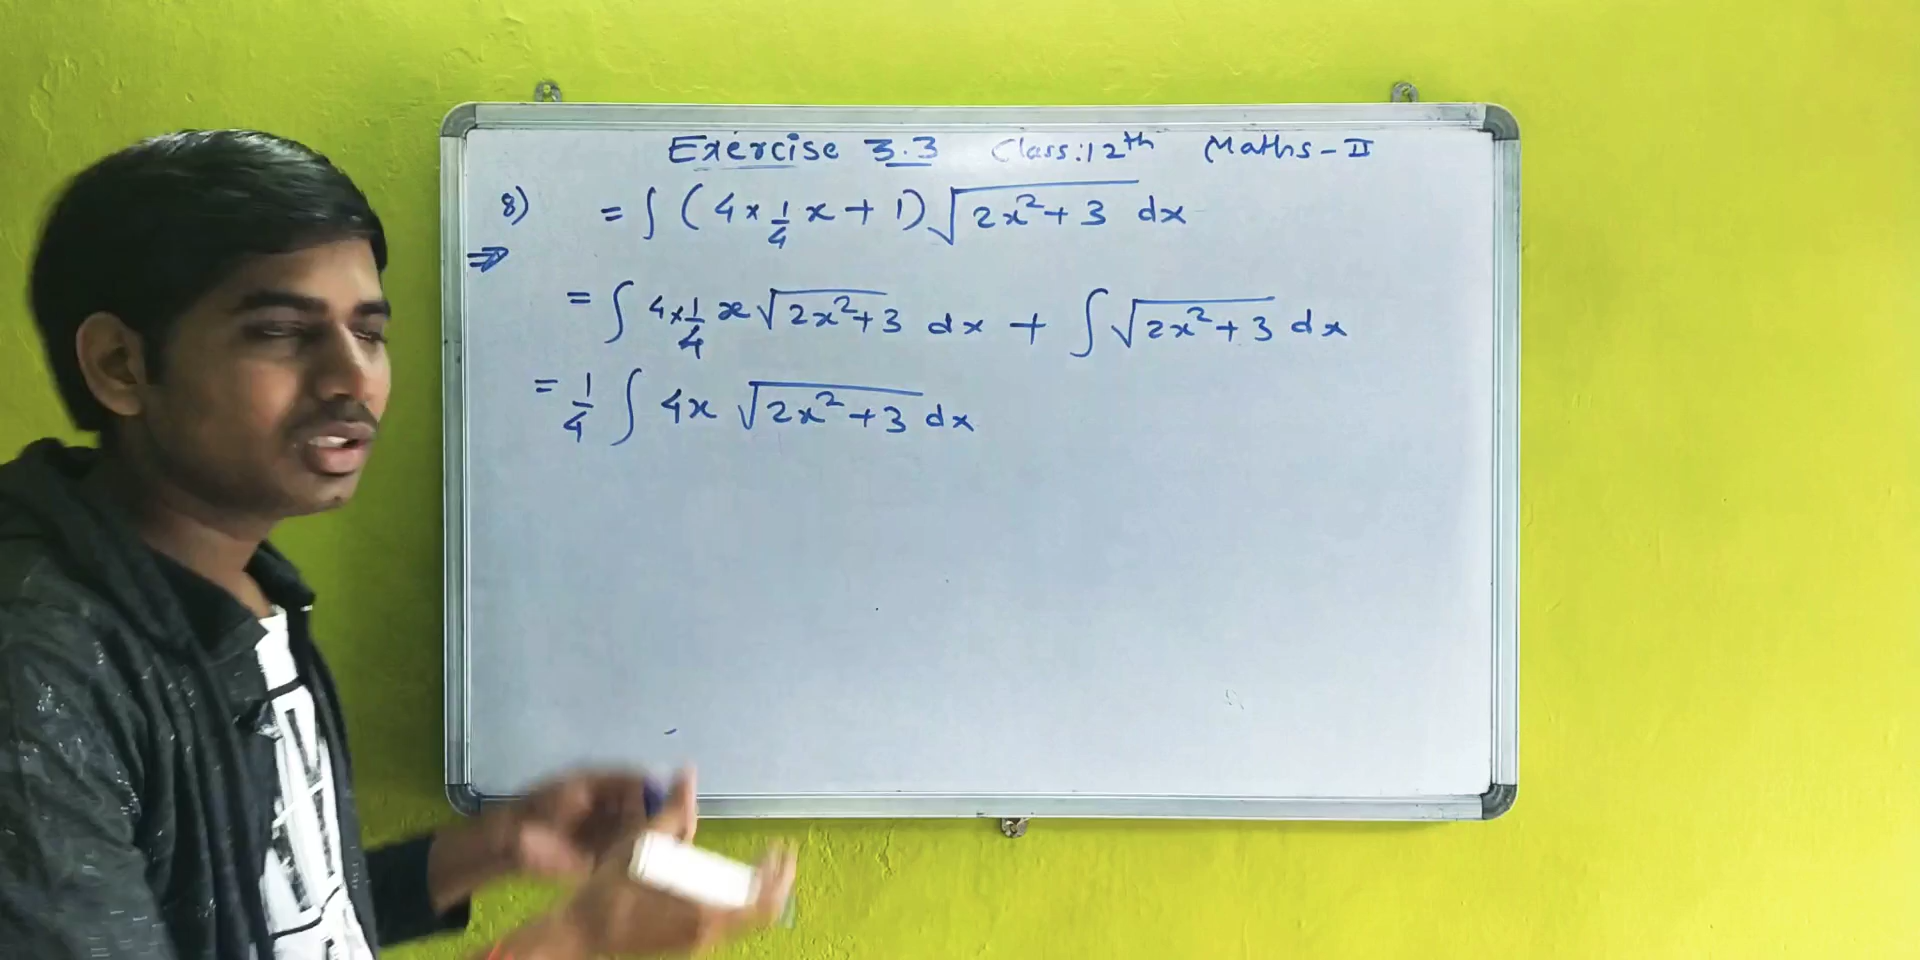 Exercise 3.3 Class:12th Maths-II
8) = ∫ (4 × 1/4 x + 1) √(2x² + 3) dx
⇒
= ∫ 4 × 1/4 x √(2x² + 3) dx + ∫ √(2x² + 3) dx
= 1/4 ∫ 4x √(2x² + 3) dx